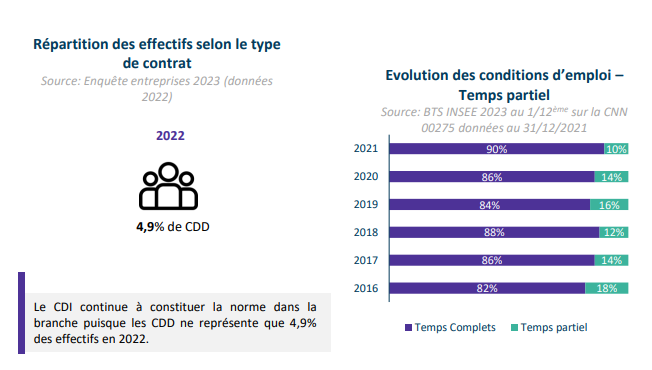 Répartition des effectifs selon le type
de contrat
Source: Enquête entreprises 2023 (données
2022)
2022
4,9% de CDD
Le CDI continue à constituer la norme dans la
branche puisque les CDD ne représente que 4,9%
des effectifs en 2022.
Evolution des conditions d’emploi –
Temps partiel
Source: BTS INSEE 2023 au 1/12ème sur la CNN
00275 données au 31/12/2021
2021 90% 10%
2020 86% 14%
2019 84% 16%
2018 88% 12%
2017 86% 14%
2016 82% 18%
Temps Complets Temps partiel